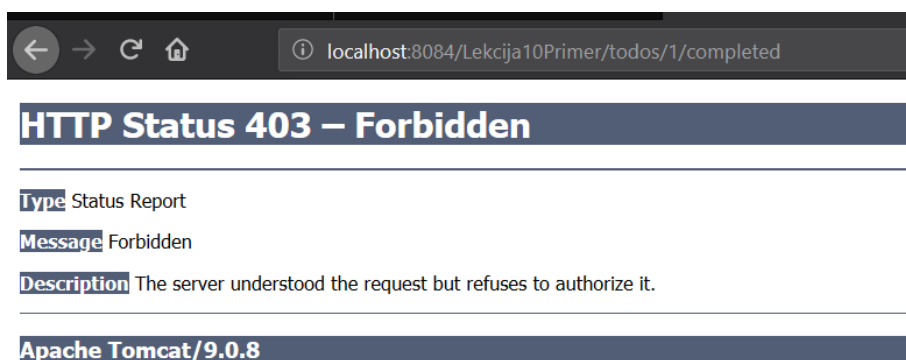 localhost:8084/Lekcija10Primer/todos/1/completed
HTTP Status 403 – Forbidden
Type Status Report
Message Forbidden
Description The server understood the request but refuses to authorize it.
Apache Tomcat/9.0.8